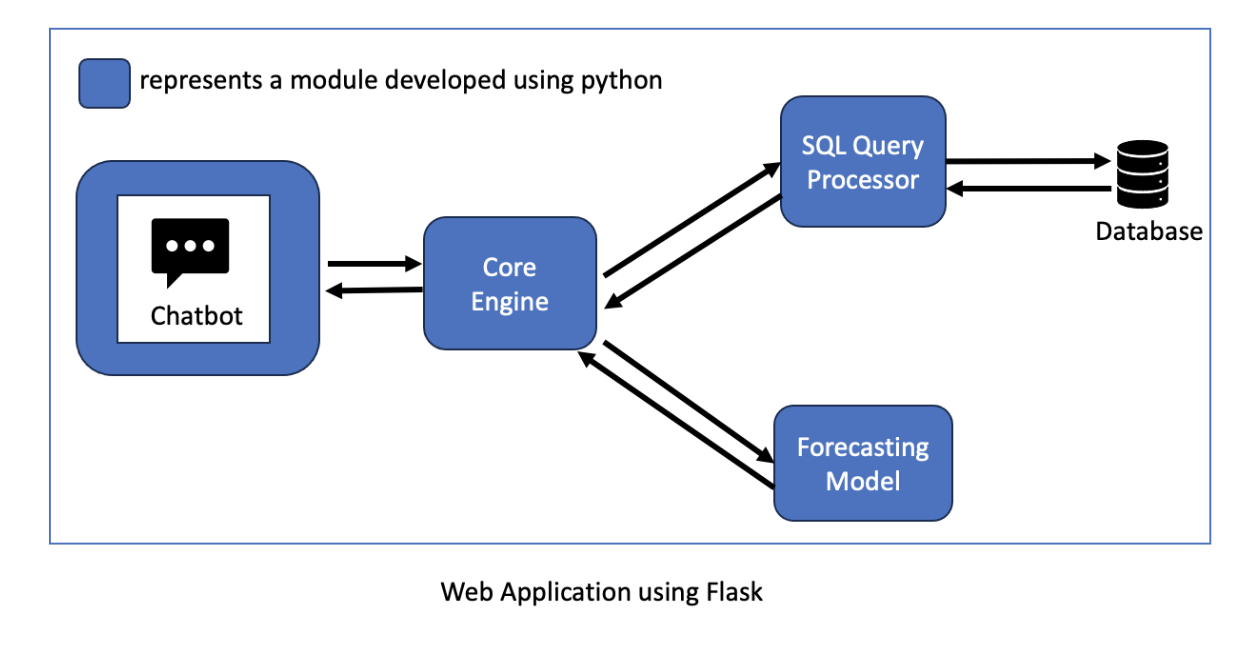 represents a module developed using python
SQL Query
Processor
Database
Chatbot
Core
Engine
Forecasting
Model
Web Application using Flask